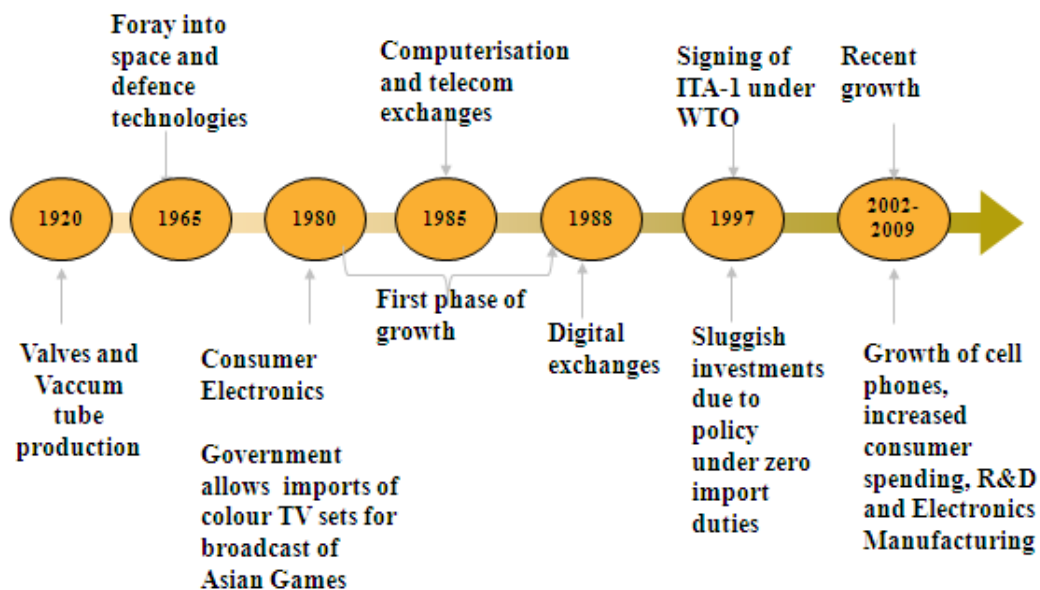 Foray into
space and
defence
technologies
Computerisation
and telecom
exchanges
Signing of
ITA-1 under
WTO
Recent
growth
1920
1965
1980
1985
1988
1997
2002-
2009
Valves and
Vaccum
tube
production
Consumer
Electronics
Government
allows imports of
colour TV sets for
broadcast of
Asian Games
First phase of
growth
Digital
exchanges
Sluggish
investments
due to
policy
under zero
import
duties
Growth of cell
phones,
increased
consumer
spending, R&D
and Electronics
Manufacturing